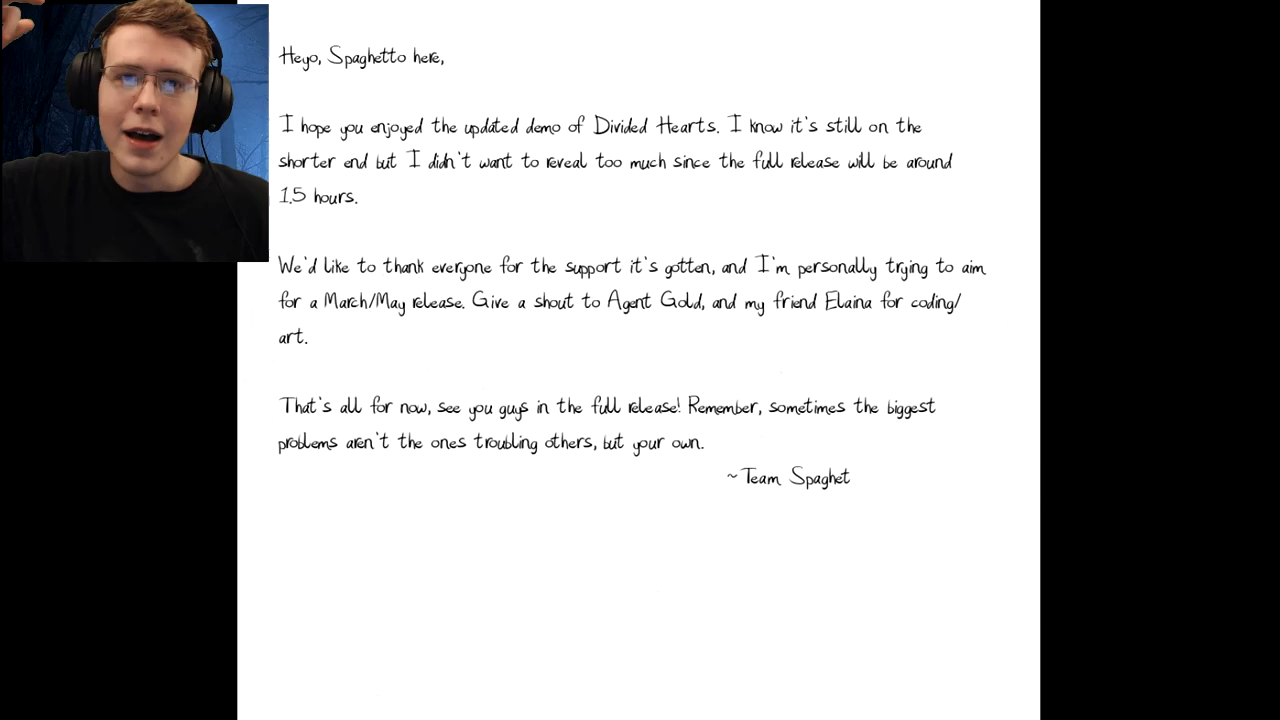 Heyo, Spaghetto here,
I hope you enjoyed the updated demo of Divided Hearts. I know it's still on the
shorter end but I didn't want to reveal too much since the full release will be around
1.5 hours.
We'd like to thank everyone for the support it's gotten, and I'm personally trying to aim
for a March/May release. Give a shout to Agent Gold, and my friend Elaina for coding/
art.
That's all for now, see you guys in the full release! Remember, sometimes the biggest
problems aren't the ones troubling others, but your own.
~Team Spaghet